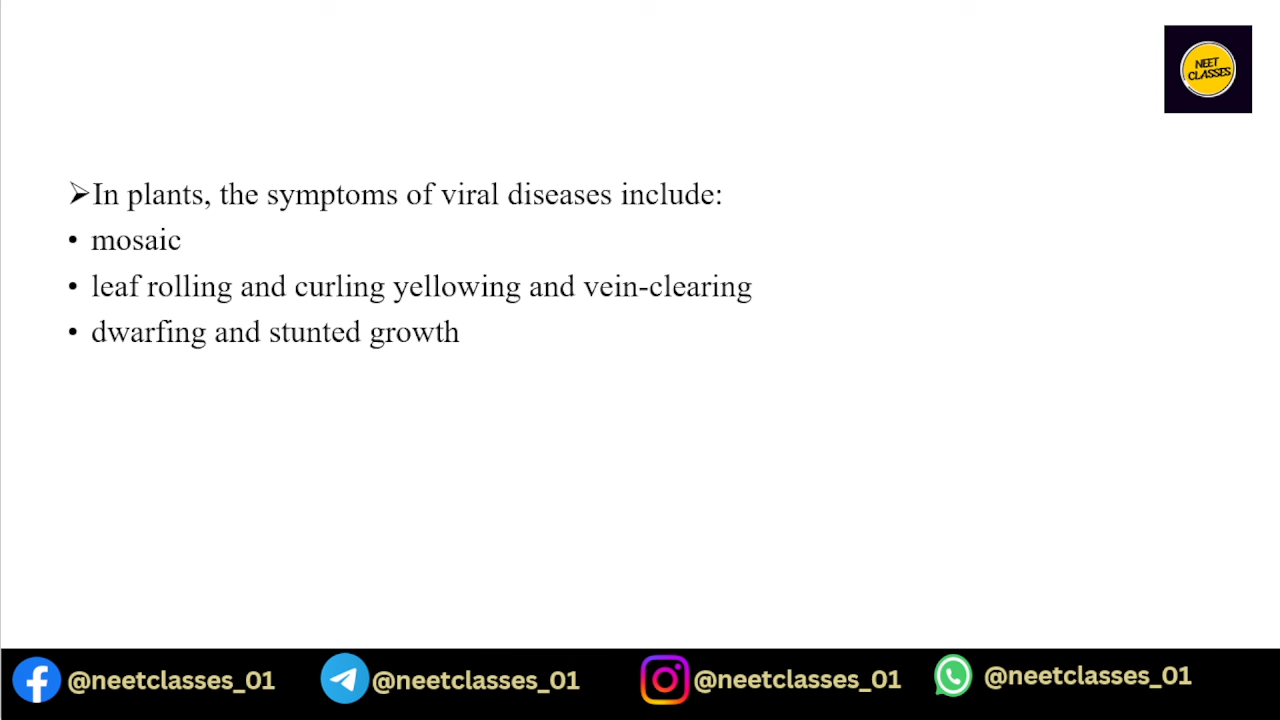 NEET
CLASSES
➢In plants, the symptoms of viral diseases include:
• mosaic
• leaf rolling and curling yellowing and vein-clearing
• dwarfing and stunted growth
@neetclasses_01 @neetclasses_01 @neetclasses_01 @neetclasses_01